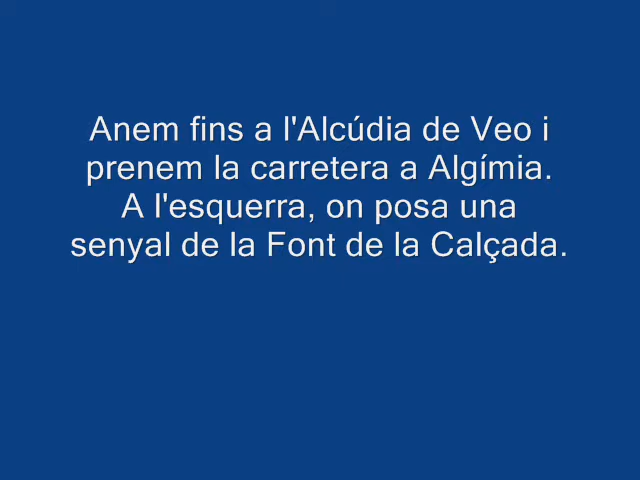 Anem fins a l'Alcúdia de Veo i
prenem la carretera a Algímia.
A l'esquerra, on posa una
senyal de la Font de la Calçada.